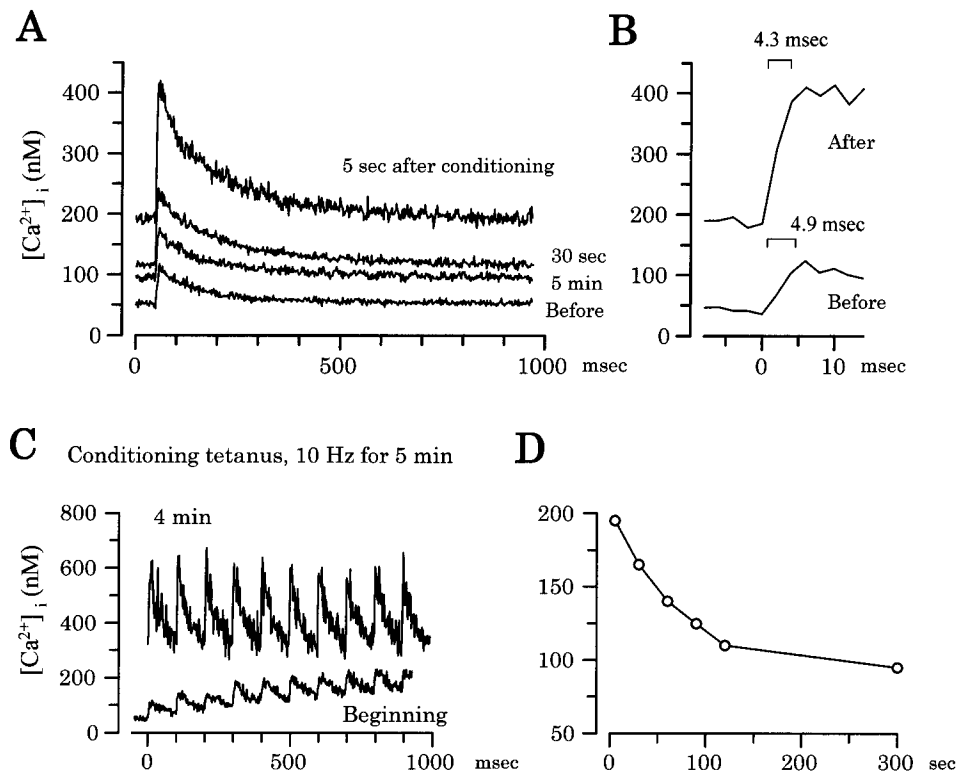 A
[Ca2+] i (nM)
400
300
200
100
0
5 sec after conditioning
30 sec
5 min
Before
500
1000
msec
B
4.3 msec
400
300
200
100
0
After
4.9 msec
Before
0
10
msec
C
Conditioning tetanus, 10 Hz for 5 min
[Ca2+] i (nM)
800
600
400
200
0
4 min
Beginning
0
500
1000
msec
D
200
150
100
50
0
100
200
300
sec